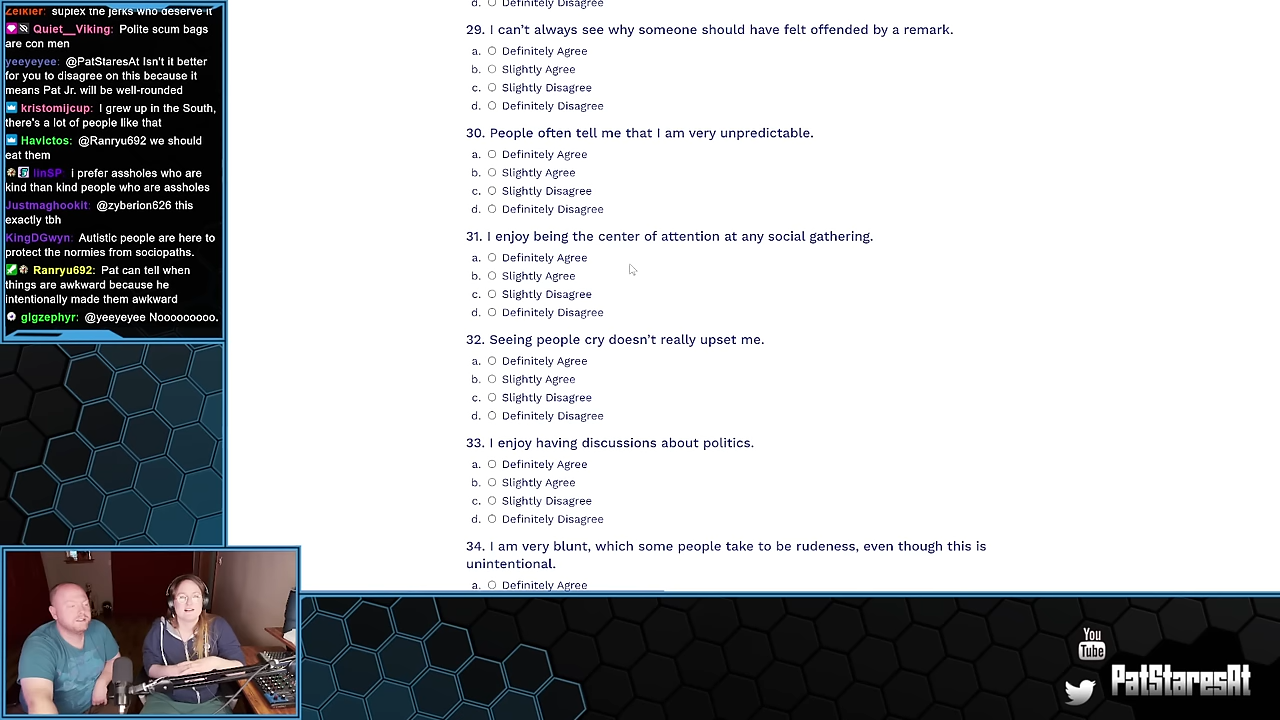 Zelkier: suplex the jerks who deserve it
Quiet__Viking: Polite scum bags
are con men
yeeyeyee: @PatStaresAt Isn't it better
for you to disagree on this because it
means Pat Jr. will be well-rounded
kristomijcup: I grew up in the South,
there's a lot of people like that
Havictos: @Ranryu692 we should
eat them
linSP: i prefer assholes who are
kind than kind people who are assholes
Justmaghookit: @zyberion626 this
exactly tbh
KingDGwyn: Autistic people are here to
protect the normies from sociopaths.
Ranryu692: Pat can tell when
things are awkward because he
intentionally made them awkward
glgzephyr: @yeeyeyee Nooooooooo.
d. Definitely Disagree
29. I can't always see why someone should have felt offended by a remark.
a. Definitely Agree
b. Slightly Agree
c. Slightly Disagree
d. Definitely Disagree
30. People often tell me that I am very unpredictable.
a. Definitely Agree
b. Slightly Agree
c. Slightly Disagree
d. Definitely Disagree
31. I enjoy being the center of attention at any social gathering.
a. Definitely Agree
b. Slightly Agree
c. Slightly Disagree
d. Definitely Disagree
32. Seeing people cry doesn't really upset me.
a. Definitely Agree
b. Slightly Agree
c. Slightly Disagree
d. Definitely Disagree
33. I enjoy having discussions about politics.
a. Definitely Agree
b. Slightly Agree
c. Slightly Disagree
d. Definitely Disagree
34. I am very blunt, which some people take to be rudeness, even though this is
unintentional.
a. Definitely Agree
You
Tube
PatStaresAt